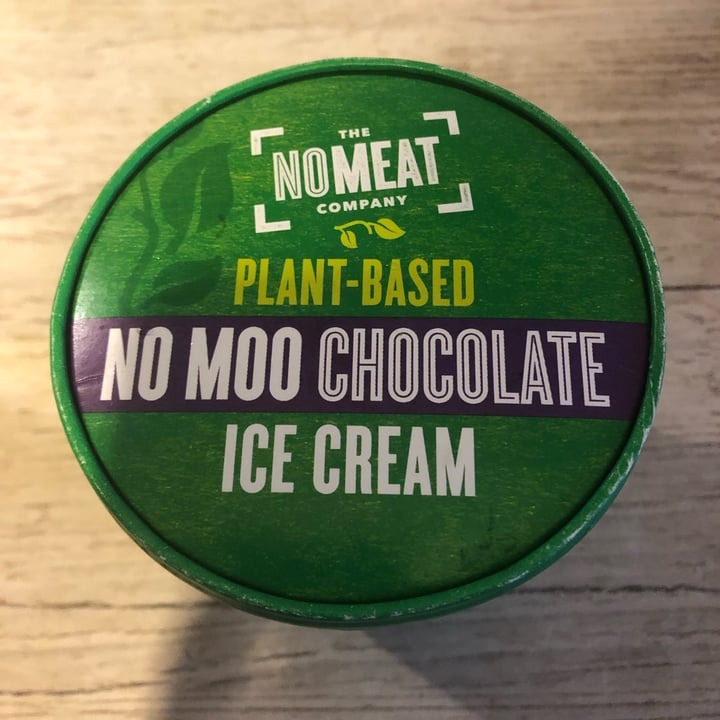 THE
NOMEAT
COMPANY
PLANT-BASED
NO MOO CHOCOLATE
ICE CREAM